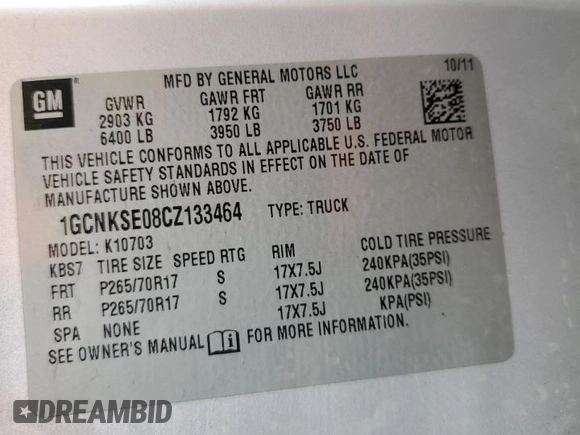 MFD BY GENERAL MOTORS LLC 10/11
GM
GVWR GAWR FRT GAWR RR
2903 KG 1792 KG 1701 KG
6400 LB 3950 LB 3750 LB
THIS VEHICLE CONFORMS TO ALL APPLICABLE U.S. FEDERAL MOTOR
VEHICLE SAFETY STANDARDS IN EFFECT ON THE DATE OF
MANUFACTURE SHOWN ABOVE.
1GCNKSE08CZ133464 TYPE: TRUCK
MODEL: K10703
KBS7 TIRE SIZE SPEED RTG RIM COLD TIRE PRESSURE
FRT P265/70R17 S 17X7.5J 240KPA(35PSI)
RR P265/70R17 S 17X7.5J 240KPA(35PSI)
SPA NONE 17X7.5J KPA(PSI)
SEE OWNER'S MANUAL FOR MORE INFORMATION.
DREAMBID